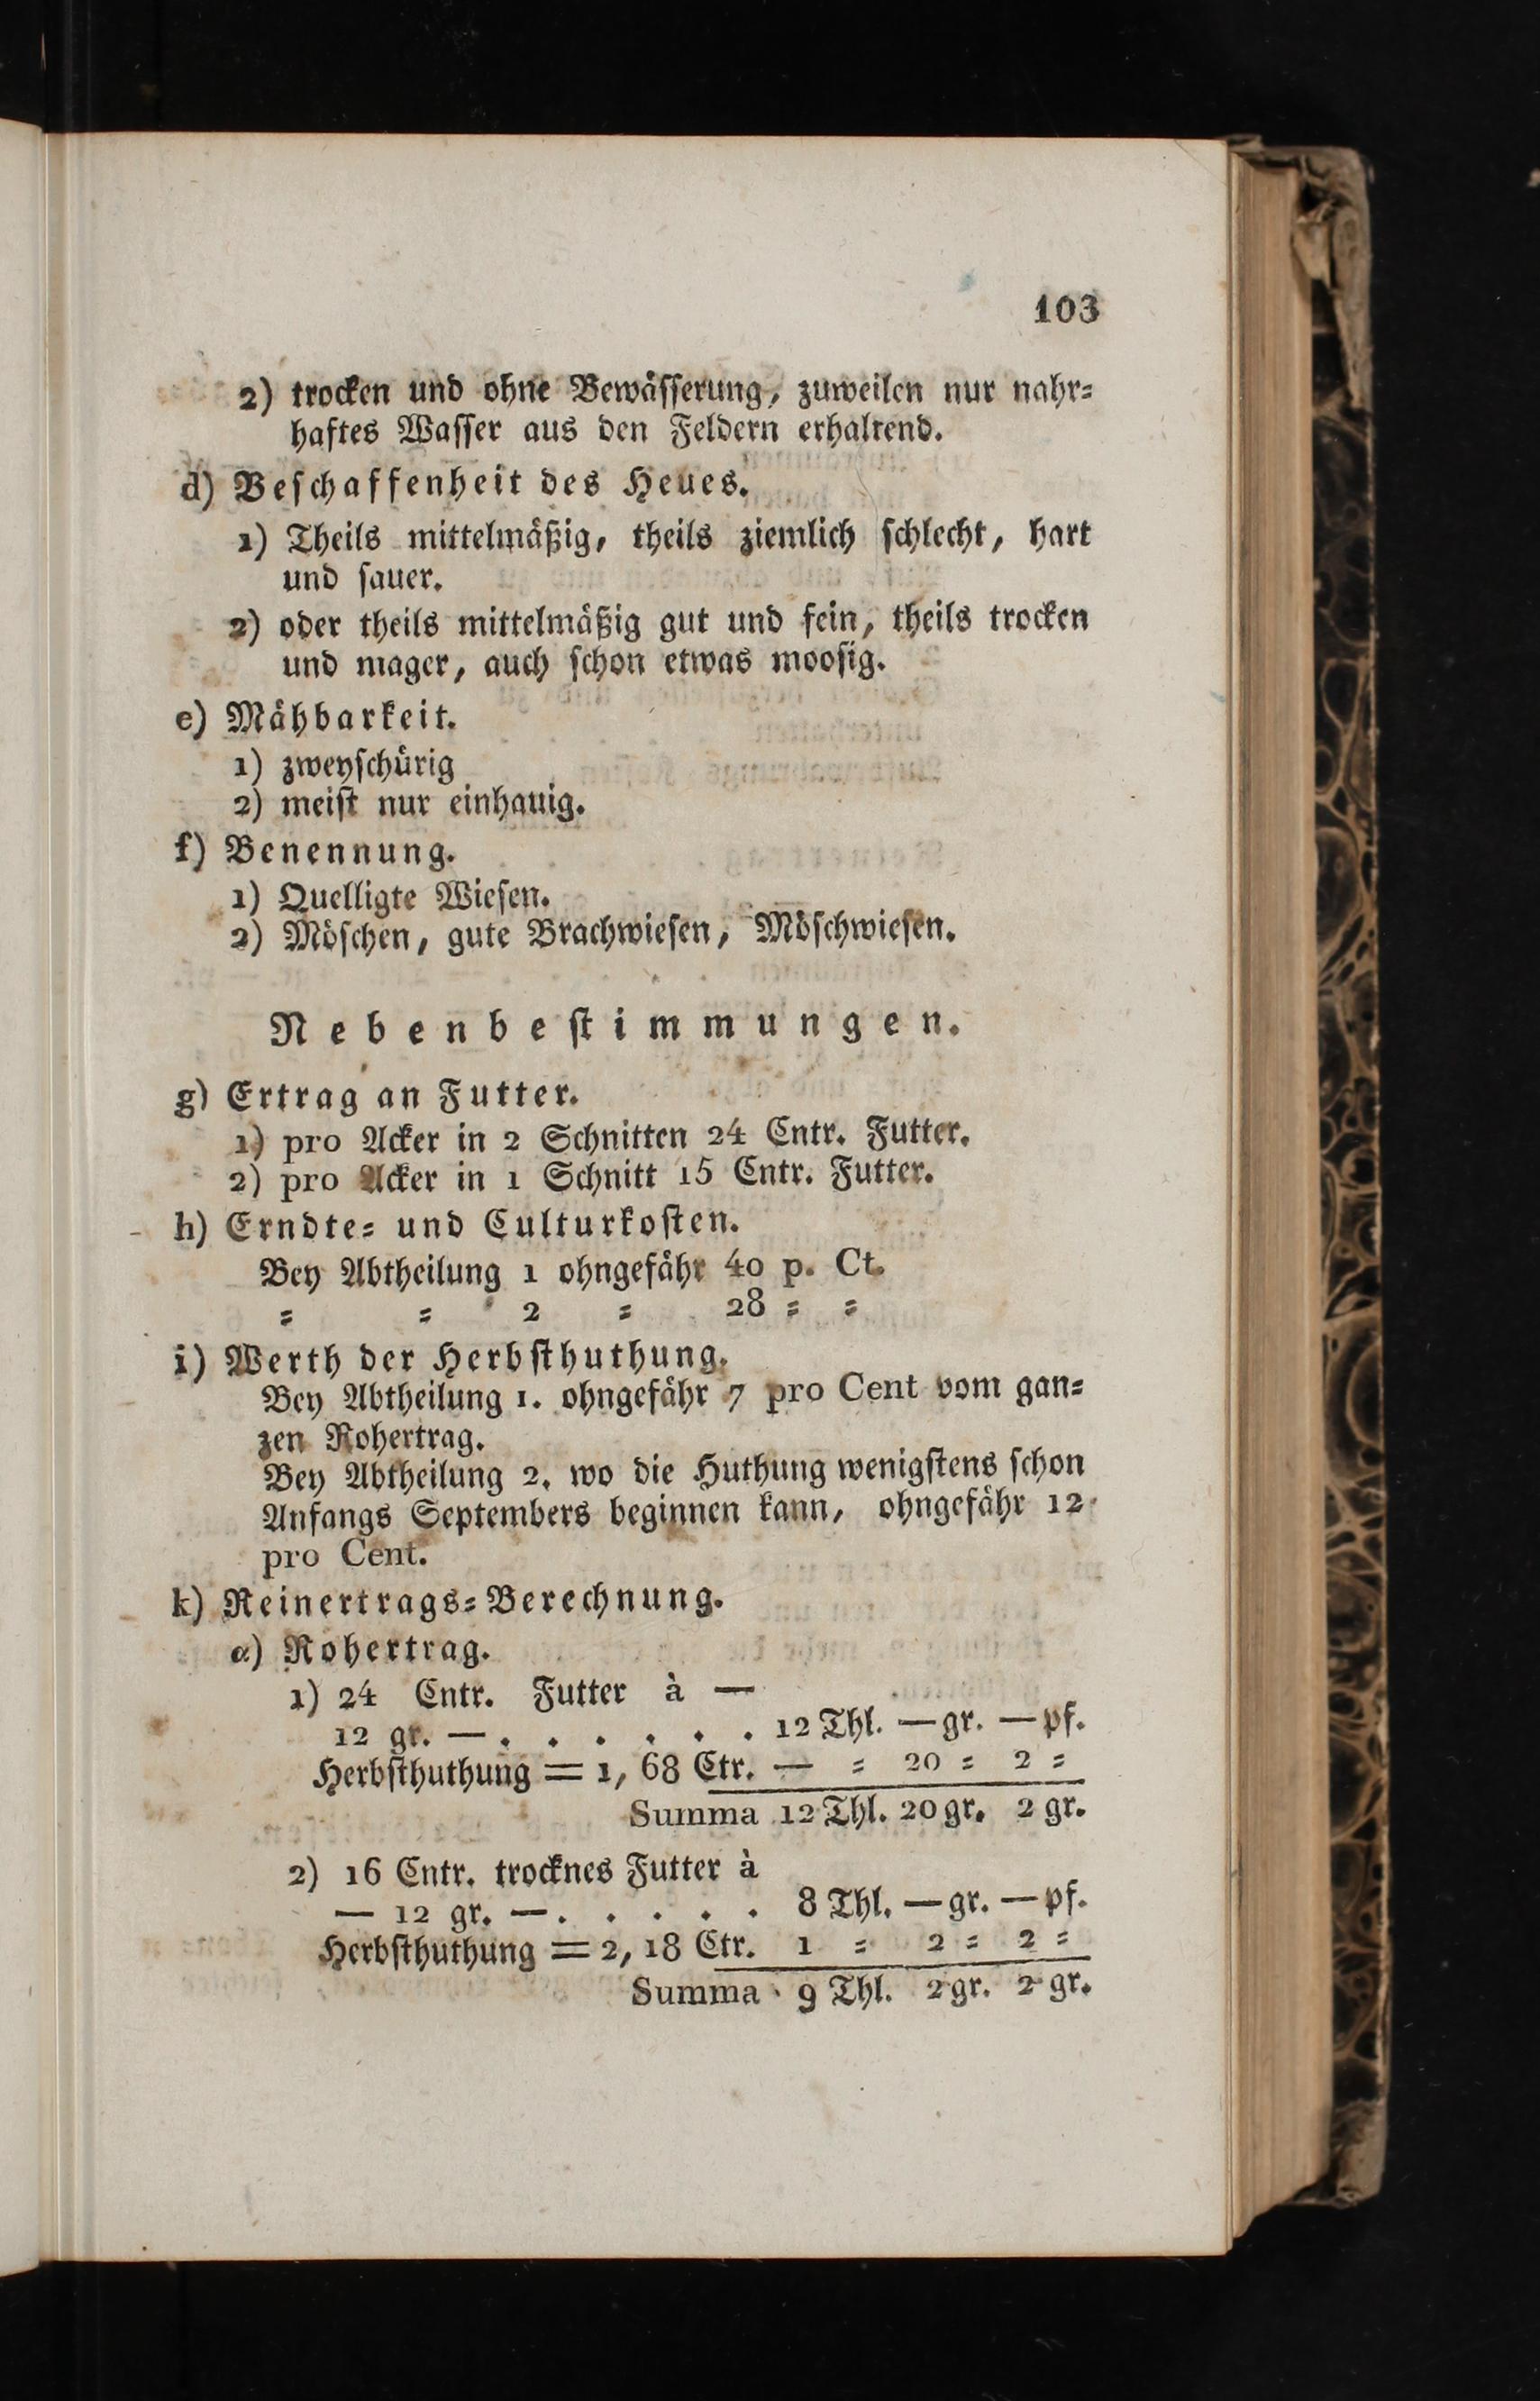 103
2) trocken und ohne Bewäſſerung, zuweilen nur nahr⸗
haftes Waſſer aus den Feldern erhaltend.
d) Beſchaffenheit des Heues.
1) Theils mittelmäßig, theils ziemlich ſchlecht, hart
und ſauer.
2) oder theils mittelmäßig gut und fein, theils trocken
und mager, auch ſchon etwas mooſig.
e) Mähbarkeit.
1) zweyſchürig
2) meiſt nur einhauig.
f) Benennung.
1) Quelligte Wieſen.
2) Möſchen, gute Brachwieſen, Möſchwieſen.
Nebenbeſtimmungen.
g) Ertrag an Futter.
1) pro Acker in 2 Schnitten 24 Centr. Futter.
2) pro Acker in 1 Schnitt 15 Centr. Futter.
h) Erndte⸗ und Culturkoſten.
Bey Abtheilung 1 ohngefähr 40 p. Ct.
⸗ ⸗ 2 ⸗ 28 ⸗ ⸗
i) Werth der Herbſthuthung.
Bey Abtheilung 1. ohngefähr 7 pro Cent vom gan⸗
zen Rohertrag.
Bey Abtheilung 2. wo die Huthung wenigſtens ſchon
Anfangs Septembers beginnen kann, ohngefähr 12
pro Cent.
k) Reinertrags⸗Berechnung.
α) Rohertrag.
1) 24 Centr. Futter à —
12 gr. — . . . . . . 12 Thl. — gr. — pf.
Herbſthuthung = 1, 68 Ctr. — ⸗ 20 ⸗ 2 ⸗
Summa 12 Thl. 20 gr. 2 gr.
2) 16 Centr. trocknes Futter à
— 12 gr. — . . . . . 8 Thl. — gr. — pf.
Herbſthuthung = 2, 18 Ctr. 1 ⸗ 2 ⸗ 2 ⸗
Summa 9 Thl. 2 gr. 2 gr.